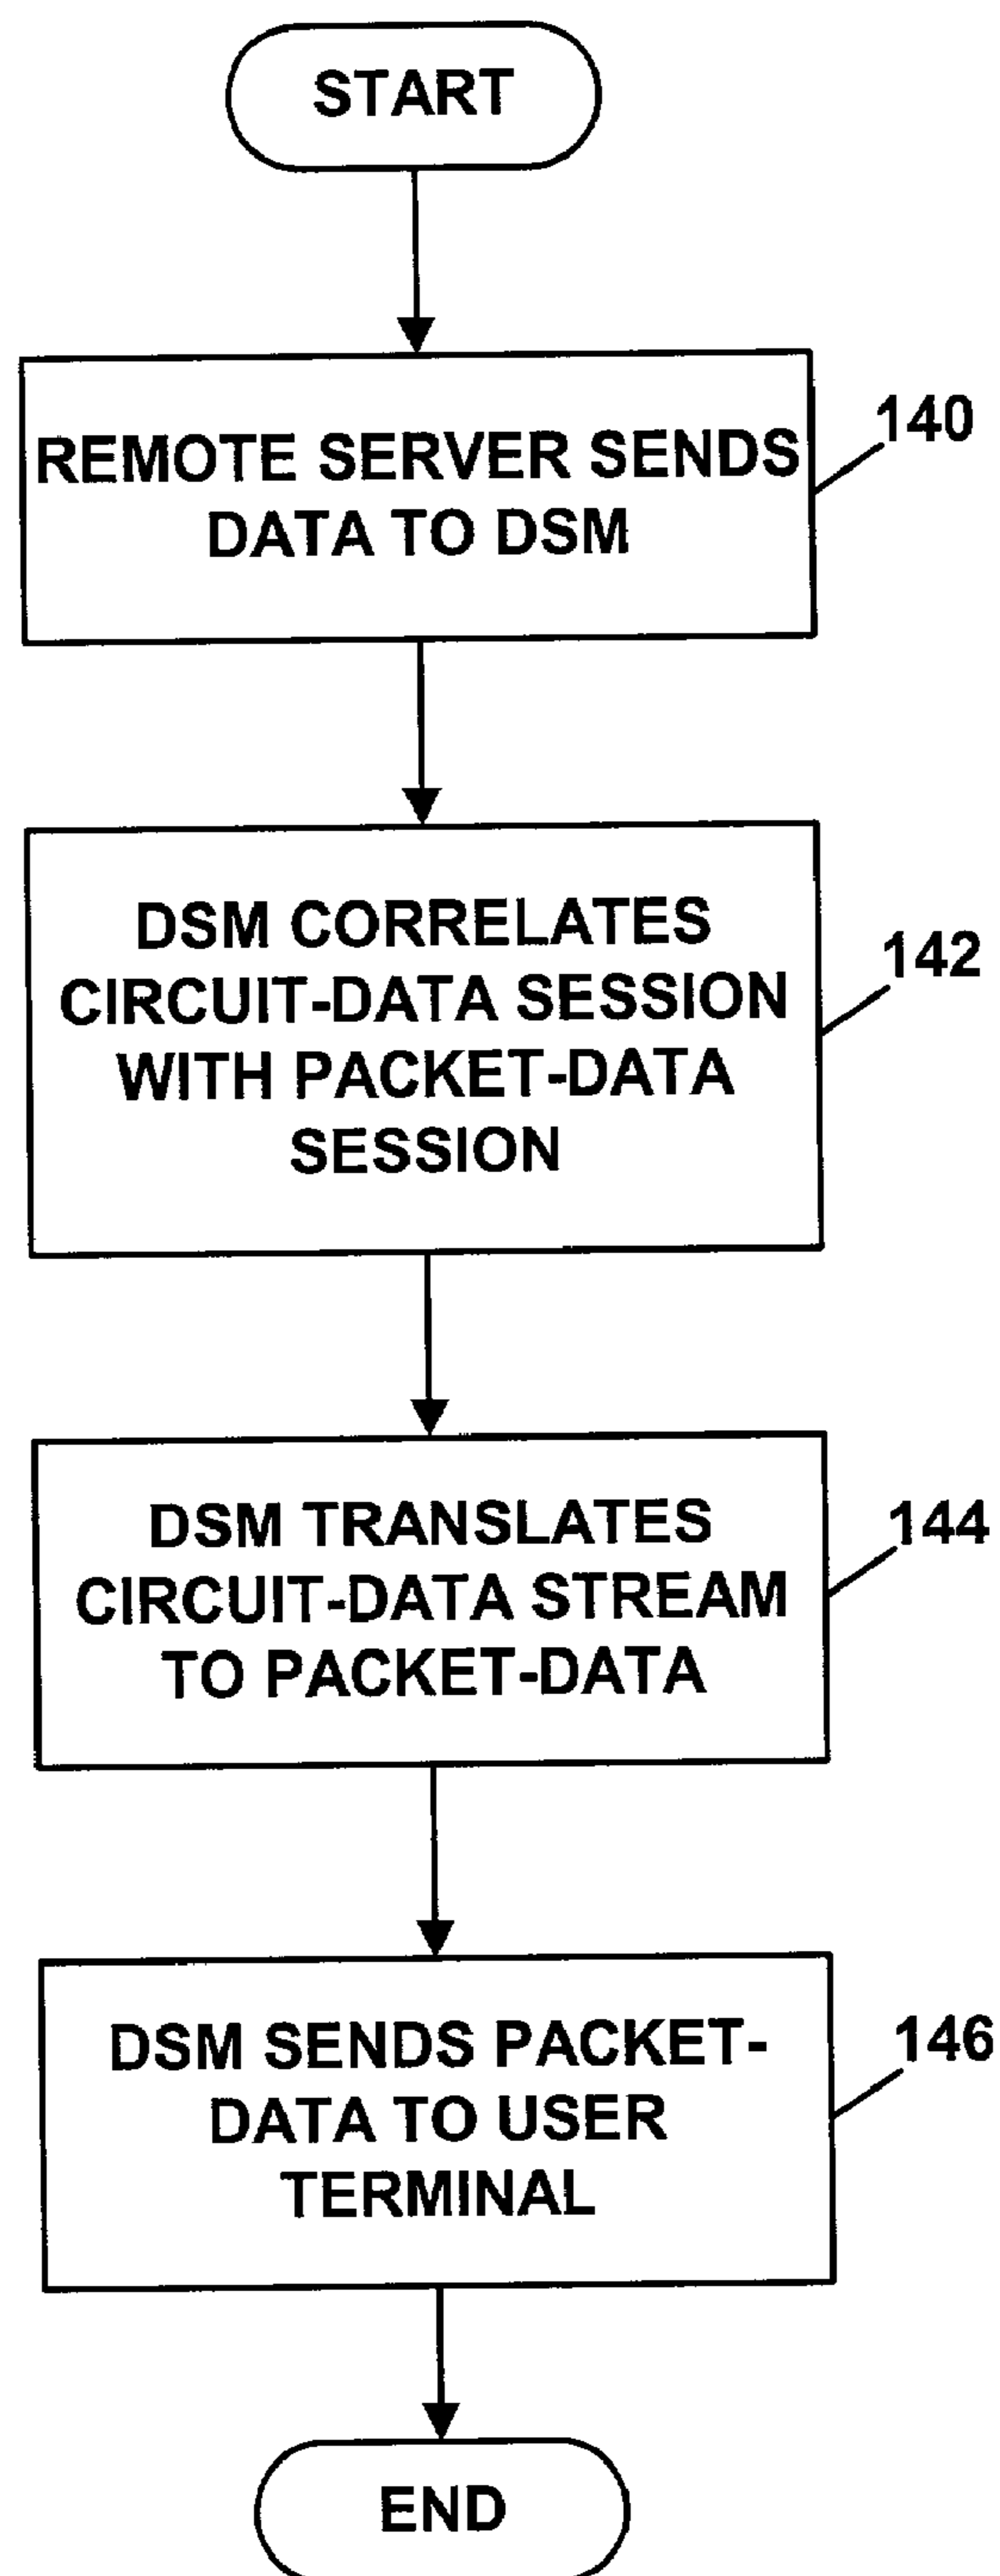 START
REMOTE SERVER SENDS
DATA TO DSM
140
DSM CORRELATES
CIRCUIT-DATA SESSION
WITH PACKET-DATA
SESSION
142
DSM TRANSLATES
CIRCUIT-DATA STREAM
TO PACKET-DATA
144
DSM SENDS PACKET-
DATA TO USER
TERMINAL
146
END